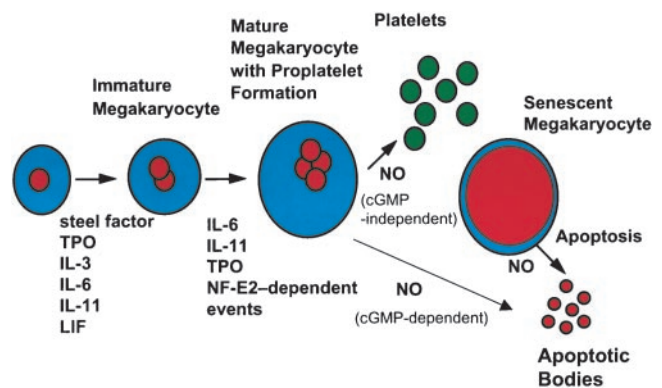 Mature
Megakaryocyte
with Proplatelet
Formation
Platelets
Immature
Megakaryocyte
Senescent
Megakaryocyte
NO
(cGMP
-independent)
steel factor
TPO
IL-3
IL-6
IL-11
LIF
IL-6
IL-11
TPO
NF-E2–dependent
events
NO
(cGMP-dependent)
Apoptosis
NO
Apoptotic
Bodies